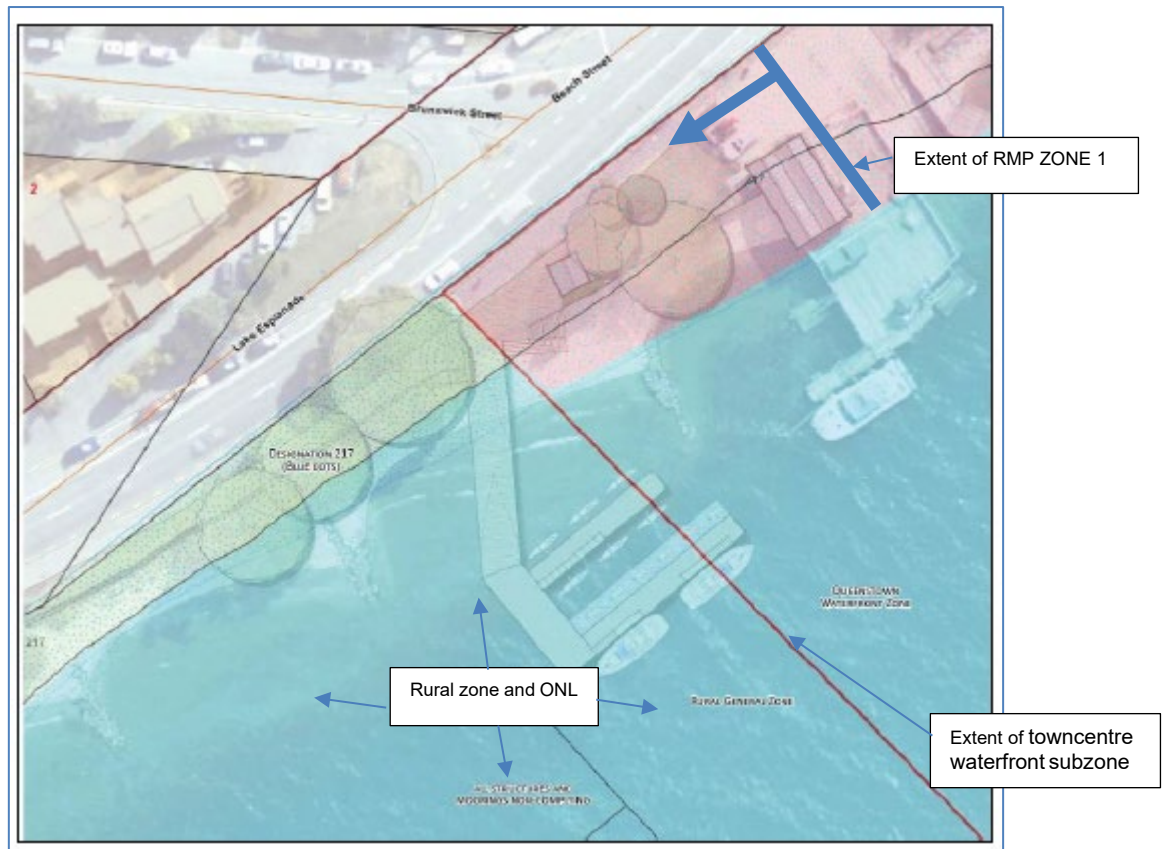 Brunswick Street
Beach Street
Extent of RMP ZONE 1
2
Lake Esplanade
DESIGNATION 217
(BLUE DOTS)
QUEENSTOWN
WATERFRONT ZONE
217
Rural zone and ONL
RURAL GENERAL ZONE
Extent of towncentre
waterfront subzone
ALL STRUCTURES AND
MOORINGS NON COMPLYING